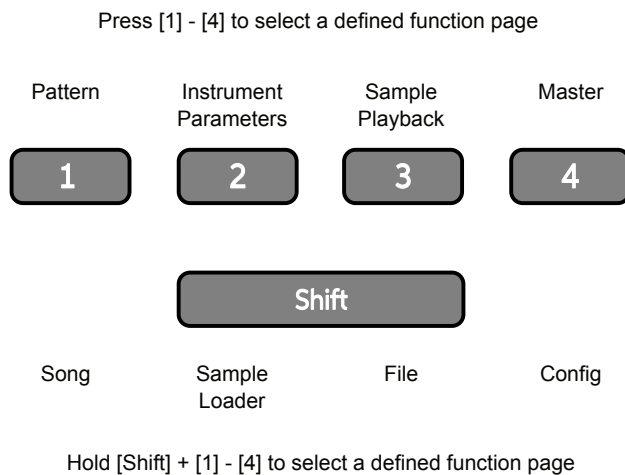 Press [1] - [4] to select a defined function page
Pattern Instrument Sample Master
Parameters Playback
1 2 3 4
Shift
Song Sample File Config
Loader
Hold [Shift] + [1] - [4] to select a defined function page